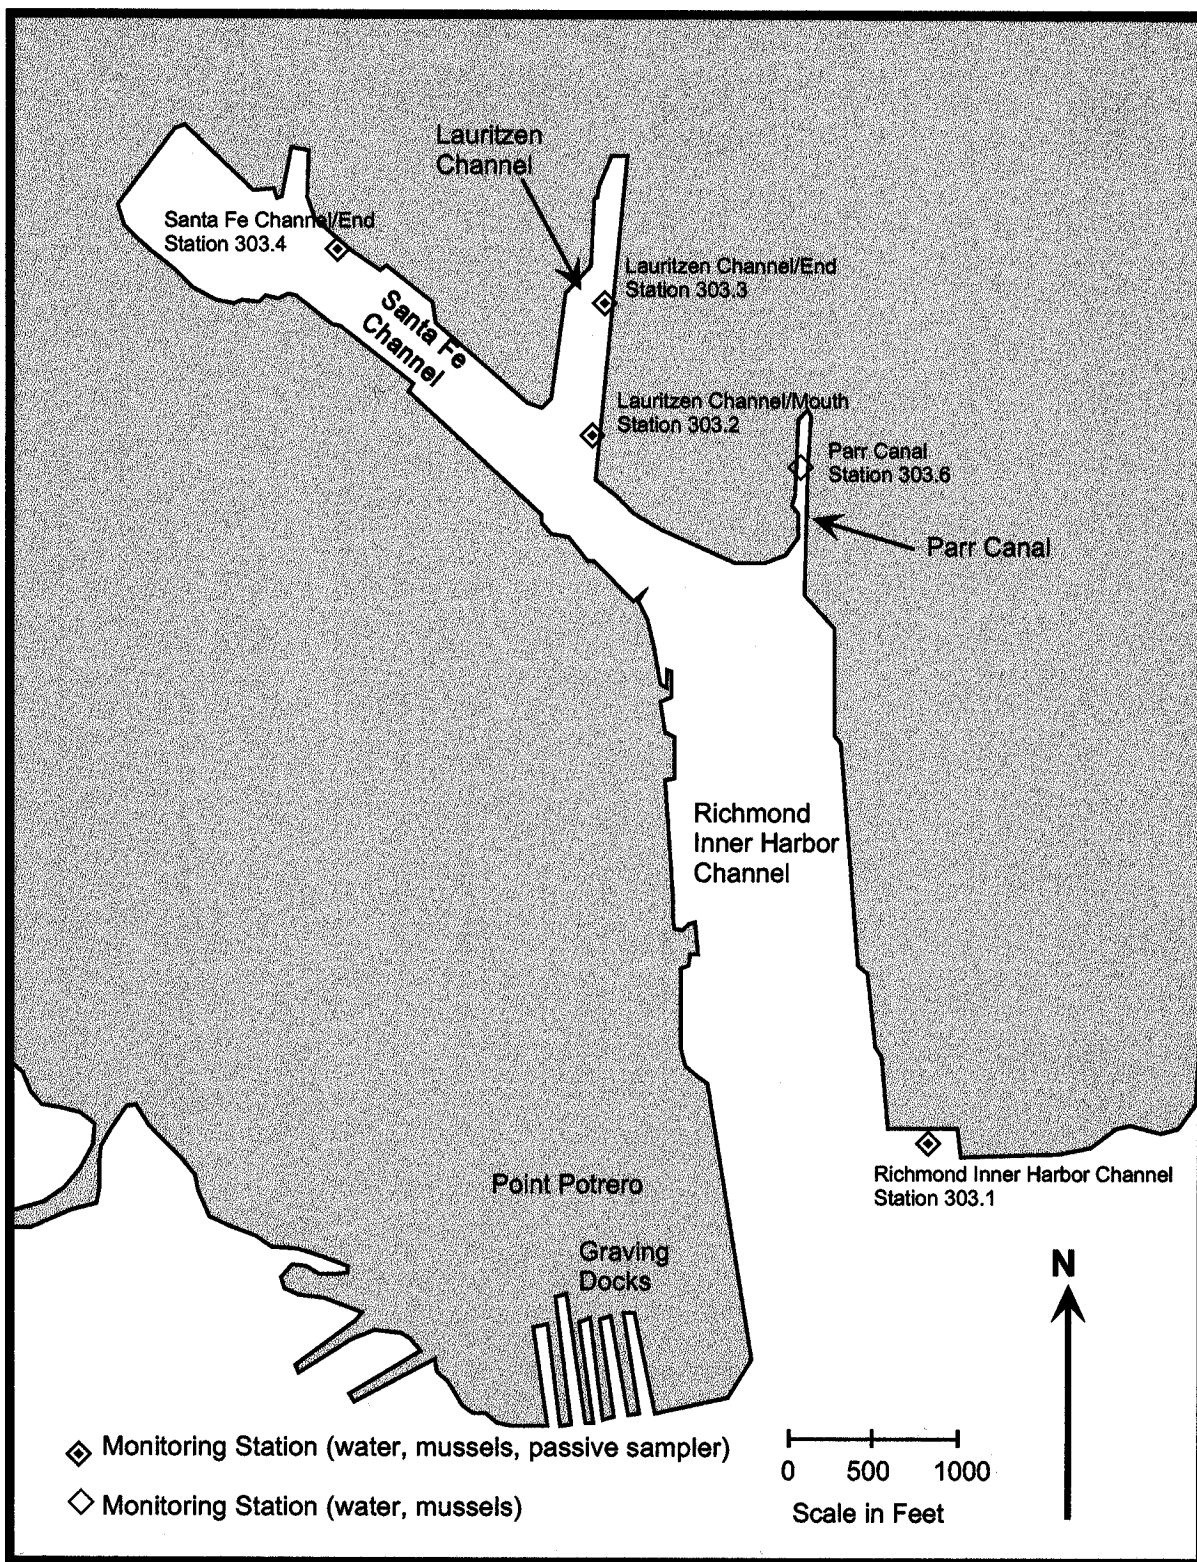 Lauritzen
Channel
Santa Fe Channel/End
Station 303.4
Lauritzen Channel/End
Station 303.3
Santa Fe
Channel
Lauritzen Channel/Mouth
Station 303.2
Parr Canal
Station 303.6
Parr Canal
Richmond
Inner Harbor
Channel
Richmond Inner Harbor Channel
Station 303.1
Point Potrero
Graving
Docks
N
Monitoring Station (water, mussels, passive sampler)
Monitoring Station (water, mussels)
0 500 1000
Scale in Feet